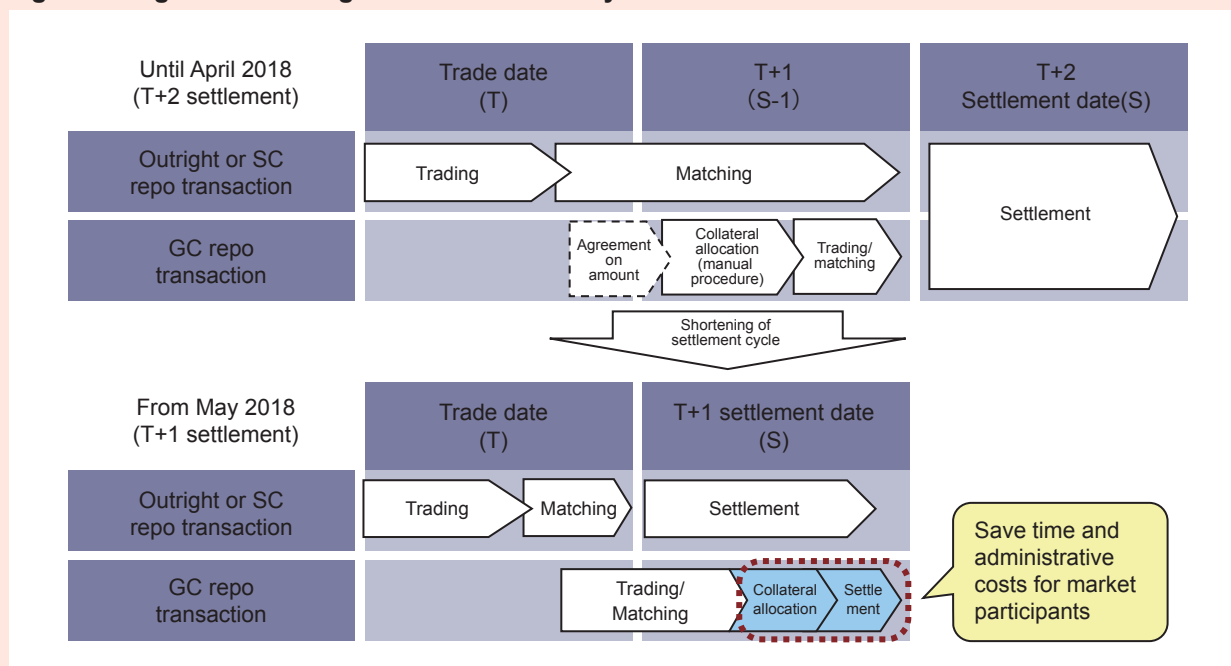 Until April 2018
(T+2 settlement)
Trade date
(T)
T+1
(S-1)
T+2
Settlement date(S)
Outright or SC
repo transaction
Trading
Matching
Settlement
GC repo
transaction
Agreement
on
amount
Collateral
allocation
(manual
procedure)
Trading/
matching
Shortening of
settlement cycle
From May 2018
(T+1 settlement)
Trade date
(T)
T+1 settlement date
(S)
Outright or SC
repo transaction
Trading
Matching
Settlement
GC repo
transaction
Trading/
Matching
Collateral
allocation
Settle
ment
Save time and
administrative
costs for market
participants